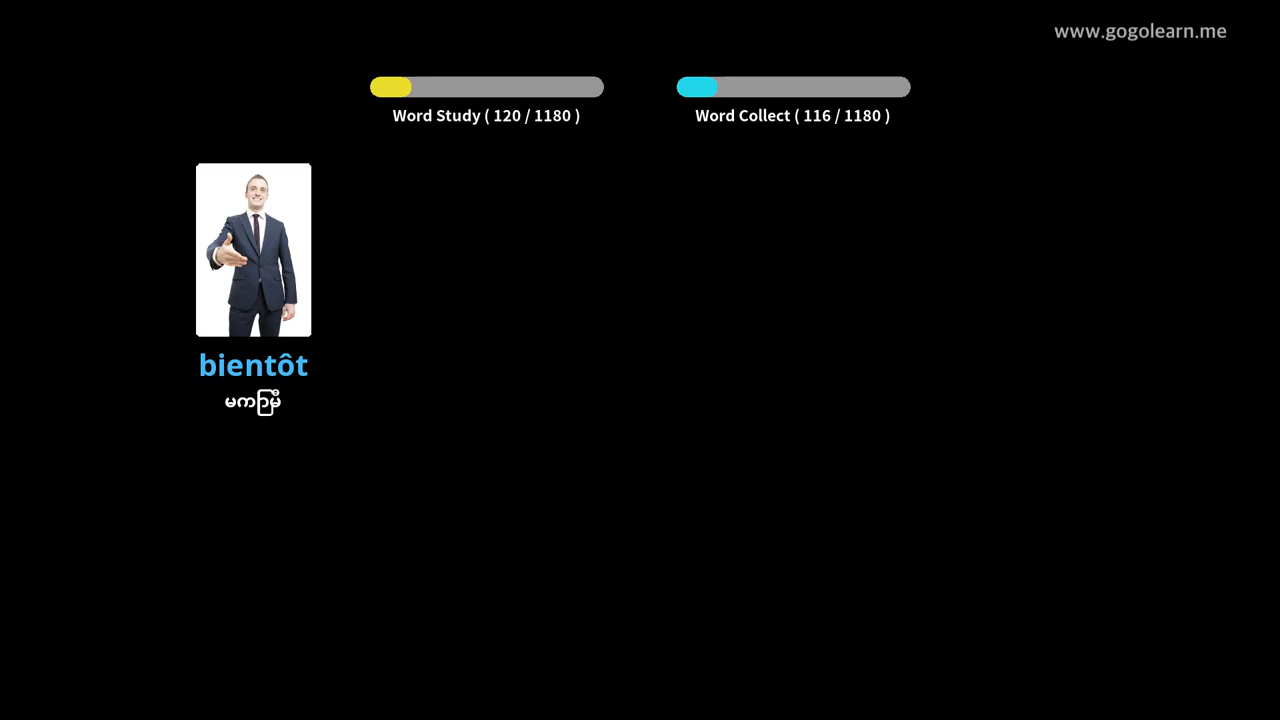 www.gogolearn.me
Word Study ( 120 / 1180 )
Word Collect ( 116 / 1180 )
bientôt
မကြာမီ